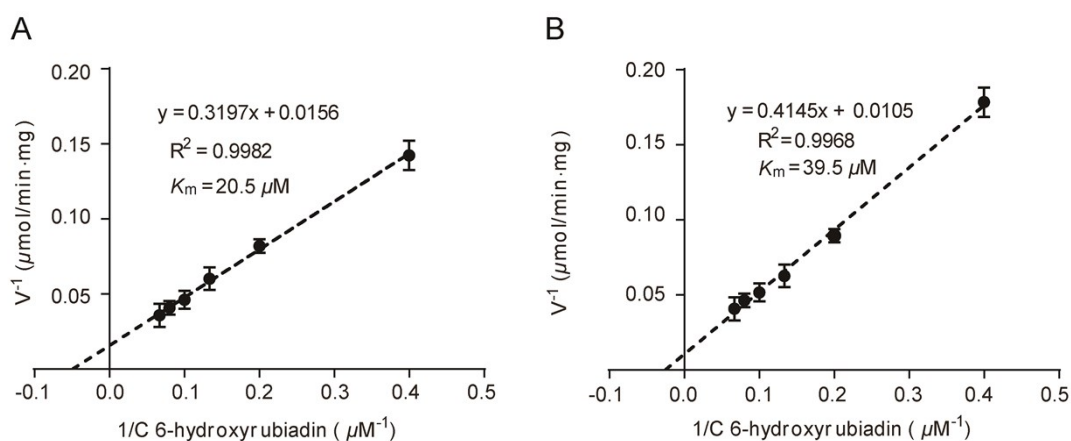 A
0.20
0.15
0.10
0.05
V⁻¹ (µmol/min·mg)
y = 0.3197x + 0.0156
R² = 0.9982
Km = 20.5 µM
-0.1 0.0 0.1 0.2 0.3 0.4 0.5
1/C 6-hydroxyrubiadin ( µM⁻¹)
B
0.20
0.15
0.10
0.05
V⁻¹ (µmol/min·mg)
y = 0.4145x + 0.0105
R² = 0.9968
Km = 39.5 µM
-0.1 0.0 0.1 0.2 0.3 0.4 0.5
1/C 6-hydroxyrubiadin ( µM⁻¹)